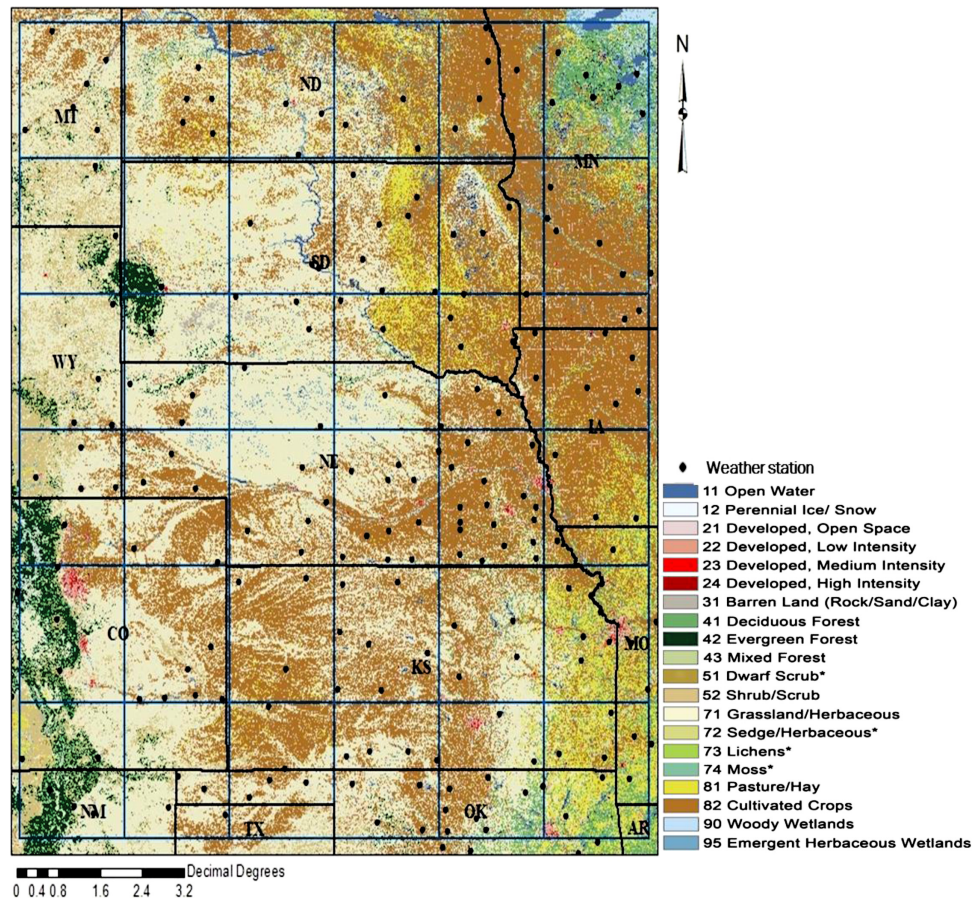 N
ND
MT
MN
SD
WY
IA
NE
CO
KS
MO
NM
TX
OK
AR
Weather station
11 Open Water
12 Perennial Ice/ Snow
21 Developed, Open Space
22 Developed, Low Intensity
23 Developed, Medium Intensity
24 Developed, High Intensity
31 Barren Land (Rock/Sand/Clay)
41 Deciduous Forest
42 Evergreen Forest
43 Mixed Forest
51 Dwarf Scrub*
52 Shrub/Scrub
71 Grassland/Herbaceous
72 Sedge/Herbaceous*
73 Lichens*
74 Moss*
81 Pasture/Hay
82 Cultivated Crops
90 Woody Wetlands
95 Emergent Herbaceous Wetlands
Decimal Degrees
0 0.4 0.8 1.6 2.4 3.2